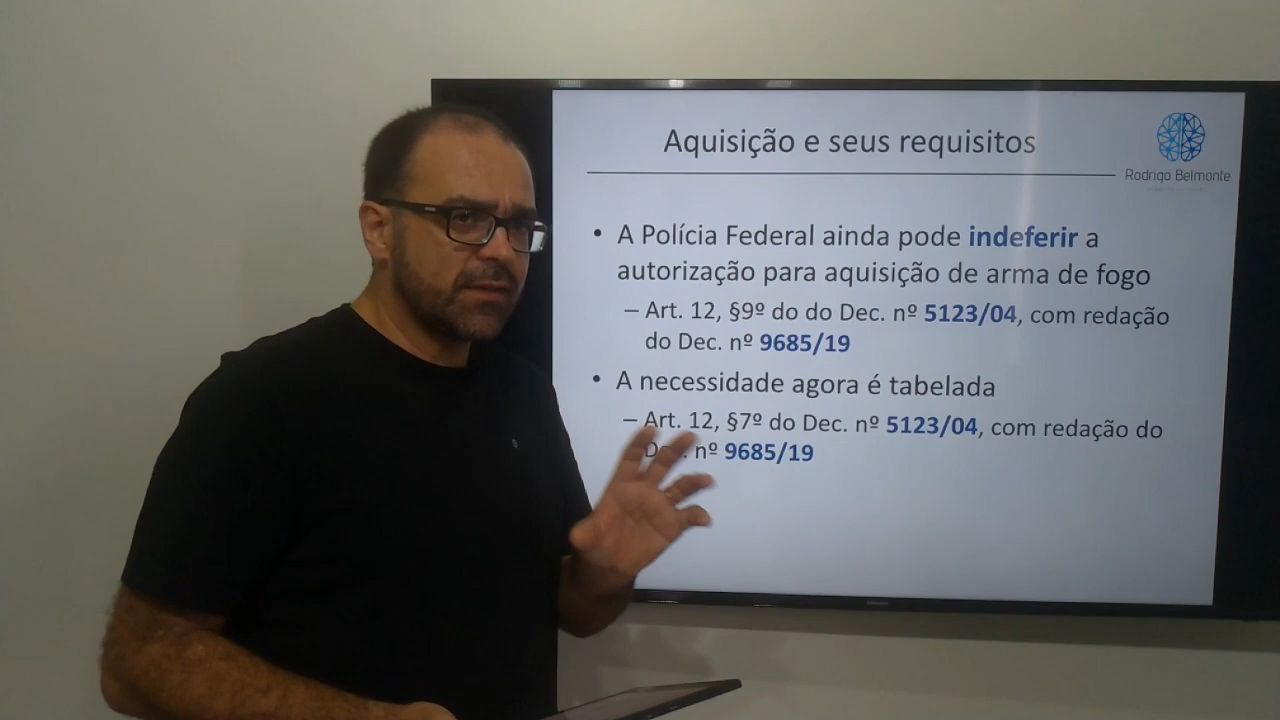 Aquisição e seus requisitos
Rodrigo Belmonte
• A Polícia Federal ainda pode indeferir a
autorização para aquisição de arma de fogo
– Art. 12, §9º do do Dec. nº 5123/04, com redação
do Dec. nº 9685/19
• A necessidade agora é tabelada
– Art. 12, §7º do Dec. nº 5123/04, com redação do
Dec. nº 9685/19